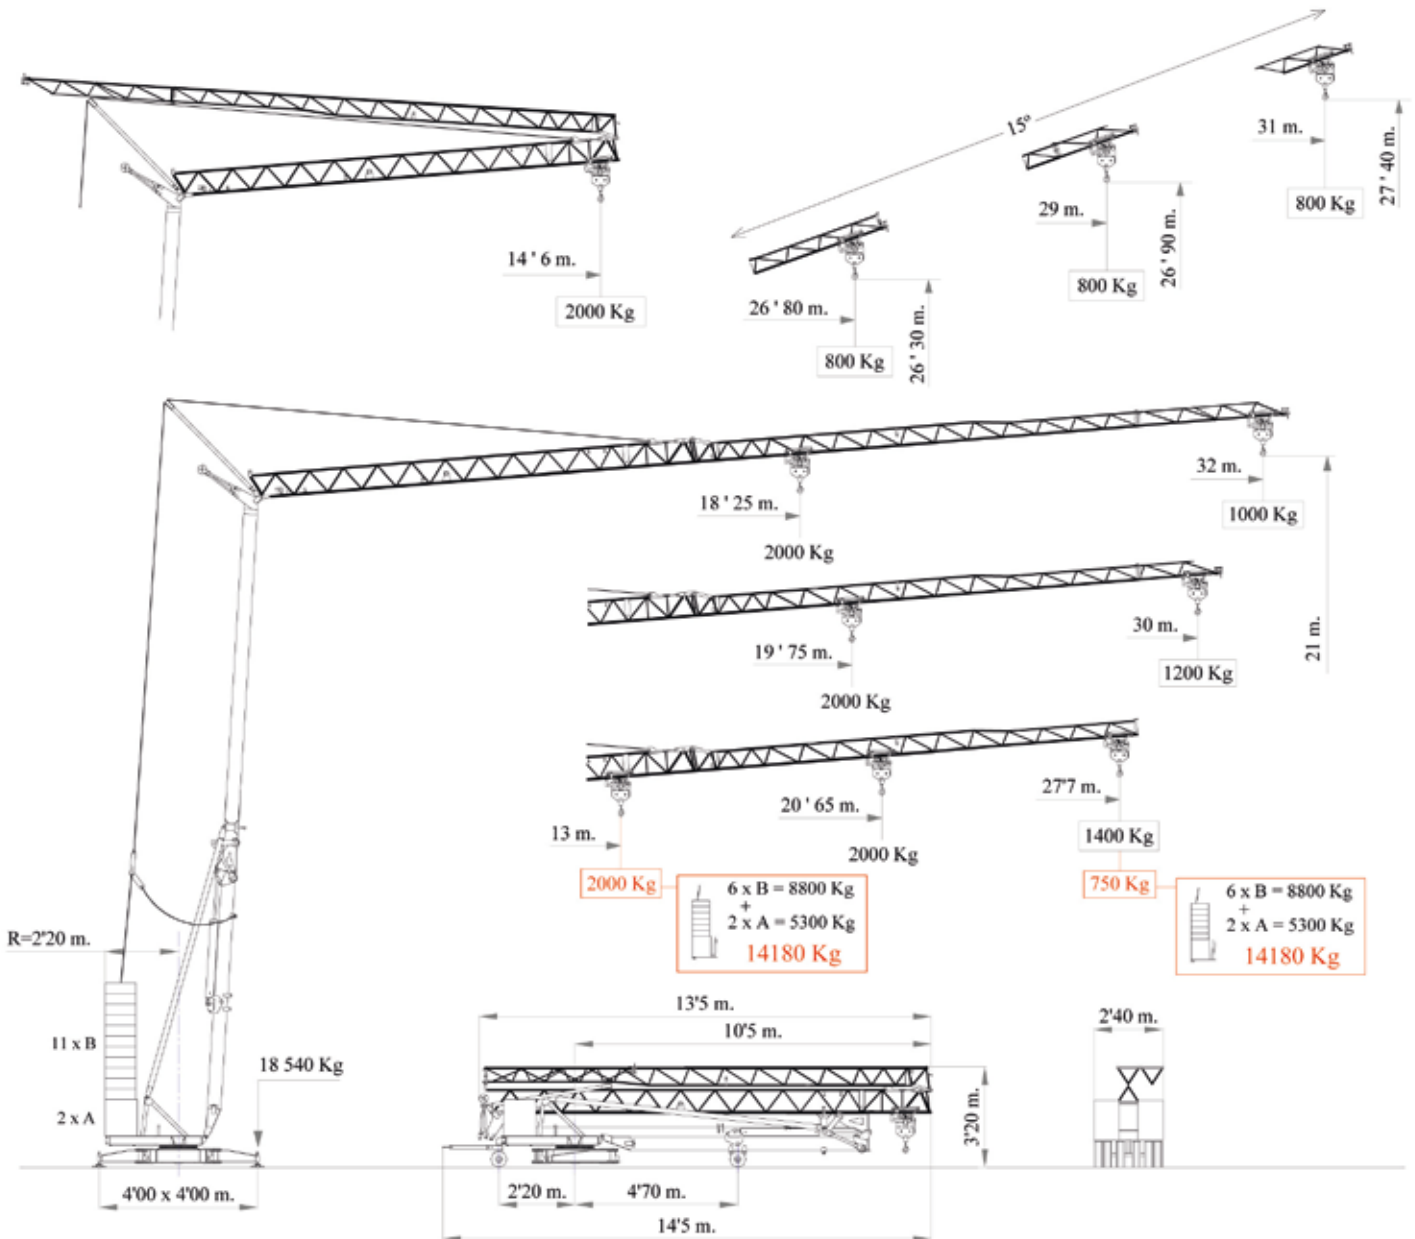 15º
31 m.
800 Kg
27 ' 40 m.
29 m.
800 Kg
26 ' 90 m.
14 ' 6 m.
2000 Kg
26 ' 80 m.
800 Kg
26 ' 30 m.
18 ' 25 m.
2000 Kg
32 m.
1000 Kg
21 m.
19 ' 75 m.
2000 Kg
30 m.
1200 Kg
13 m.
2000 Kg
20 ' 65 m.
2000 Kg
27'7 m.
1400 Kg
750 Kg
6 x B = 8800 Kg
+
2 x A = 5300 Kg
14180 Kg
6 x B = 8800 Kg
+
2 x A = 5300 Kg
14180 Kg
R=2'20 m.
11 x B
2 x A
18 540 Kg
4'00 x 4'00 m.
13'5 m.
10'5 m.
3'20 m.
2'20 m.
4'70 m.
14'5 m.
2'40 m.